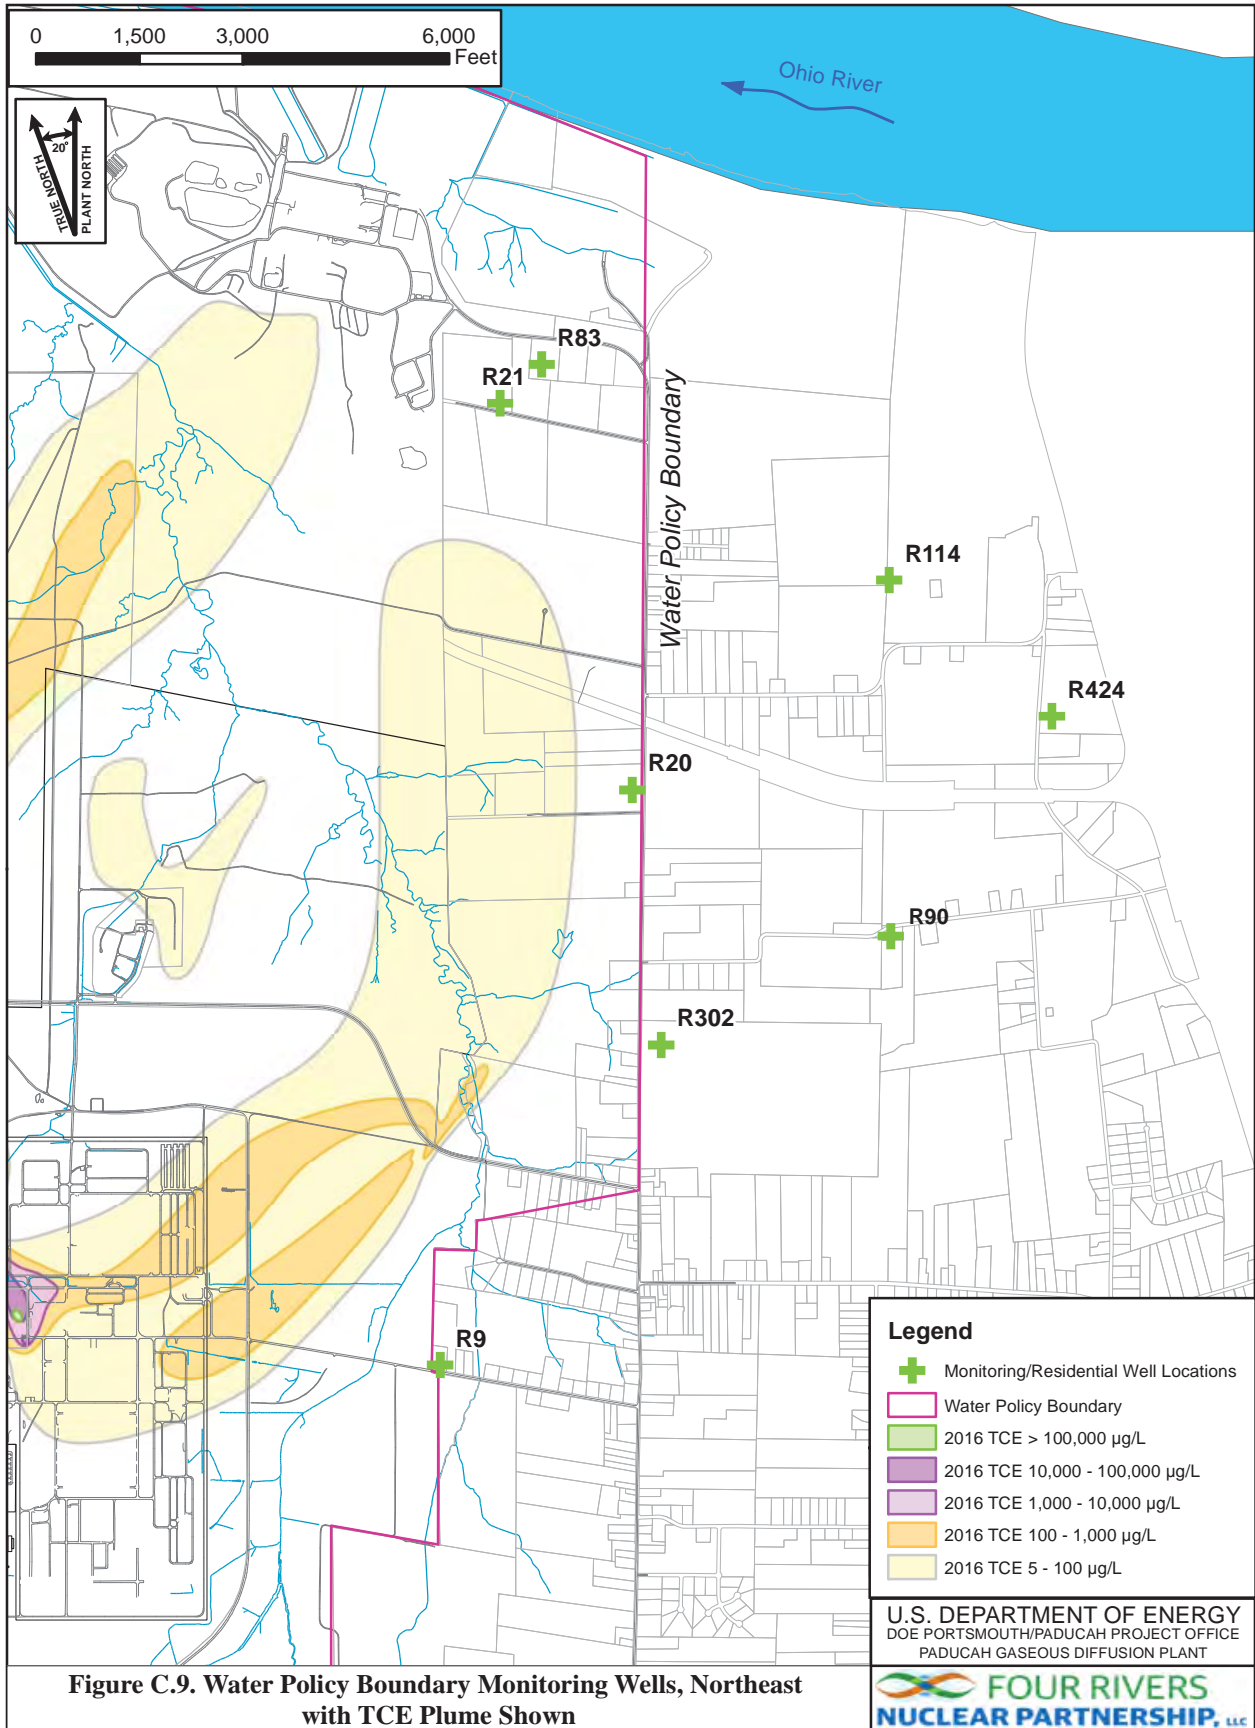 0 1,500 3,000 6,000
Feet
Ohio River
20°
TRUE NORTH
PLANT NORTH
R83
R21
Water Policy Boundary
R114
R424
R20
R90
R302
R9
Legend
Monitoring/Residential Well Locations
Water Policy Boundary
2016 TCE > 100,000 µg/L
2016 TCE 10,000 - 100,000 µg/L
2016 TCE 1,000 - 10,000 µg/L
2016 TCE 100 - 1,000 µg/L
2016 TCE 5 - 100 µg/L
U.S. DEPARTMENT OF ENERGY
DOE PORTSMOUTH/PADUCAH PROJECT OFFICE
PADUCAH GASEOUS DIFFUSION PLANT
FOUR RIVERS
NUCLEAR PARTNERSHIP, LLC
Figure C.9. Water Policy Boundary Monitoring Wells, Northeast
with TCE Plume Shown